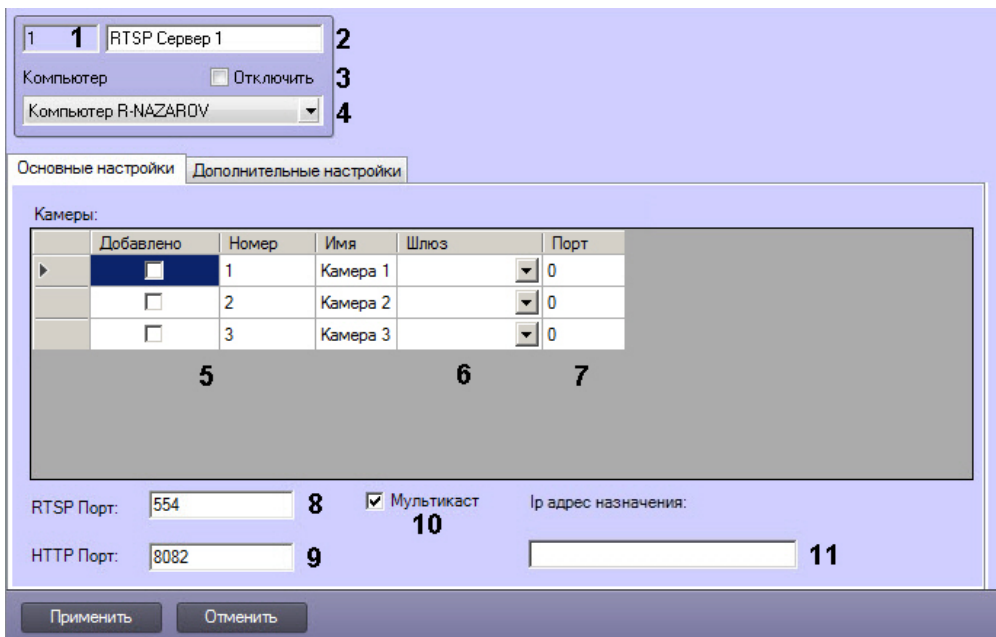 1 1 RTSP Сервер 1 2
Компьютер Отключить 3
Компьютер R-NAZAROV 4
Основные настройки Дополнительные настройки
Камеры:
Добавлено Номер Имя Шлюз Порт
1 Камера 1 0
2 Камера 2 0
3 Камера 3 0
5 6 7
RTSP Порт: 554 8 Мультикаст Ip адрес назначения:
10
HTTP Порт: 8082 9 11
Применить Отменить